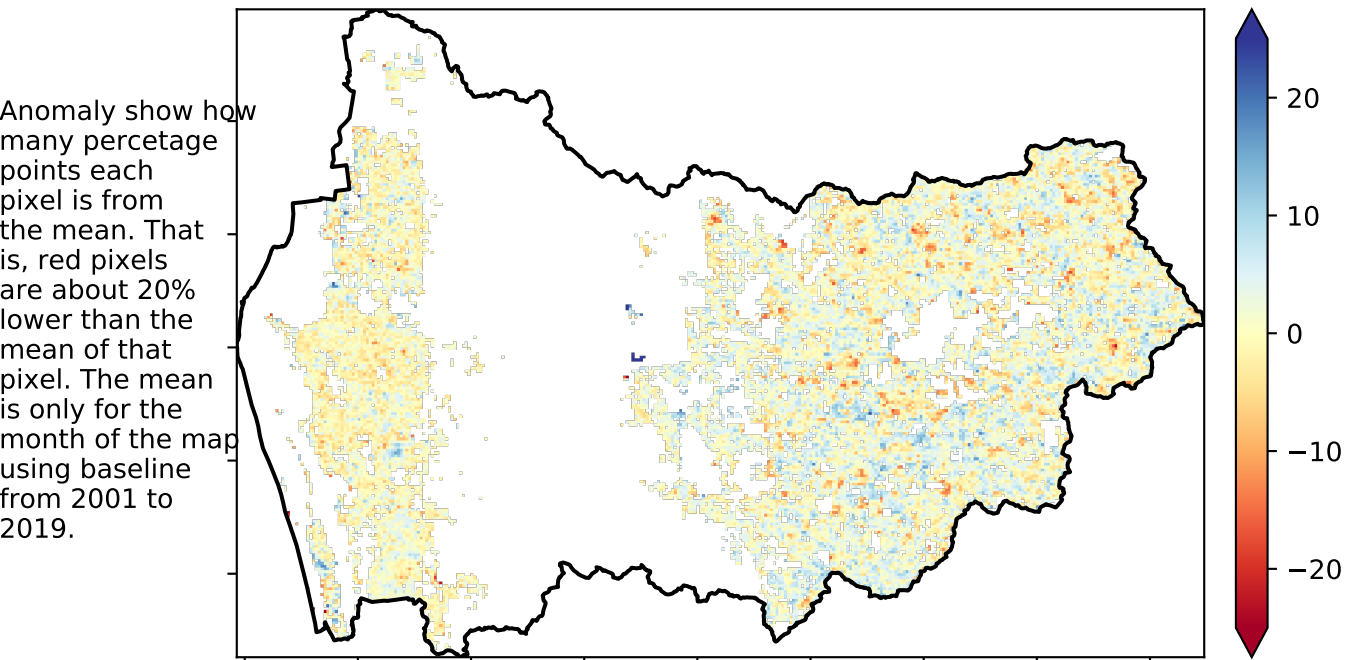 Anomaly show how
many percetage
points each
pixel is from
the mean. That
is, red pixels
are about 20%
lower than the
mean of that
pixel. The mean
is only for the
month of the map
using baseline
from 2001 to
2019.
20
10
0
−10
−20